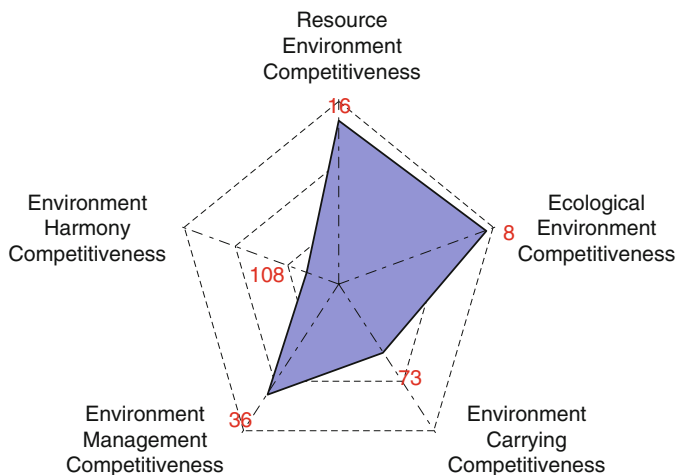 Resource
Environment
Competitiveness
16
Ecological
Environment
Competitiveness
8
Environment
Harmony
Competitiveness
108
73
36
Environment
Management
Competitiveness
Environment
Carrying
Competitiveness